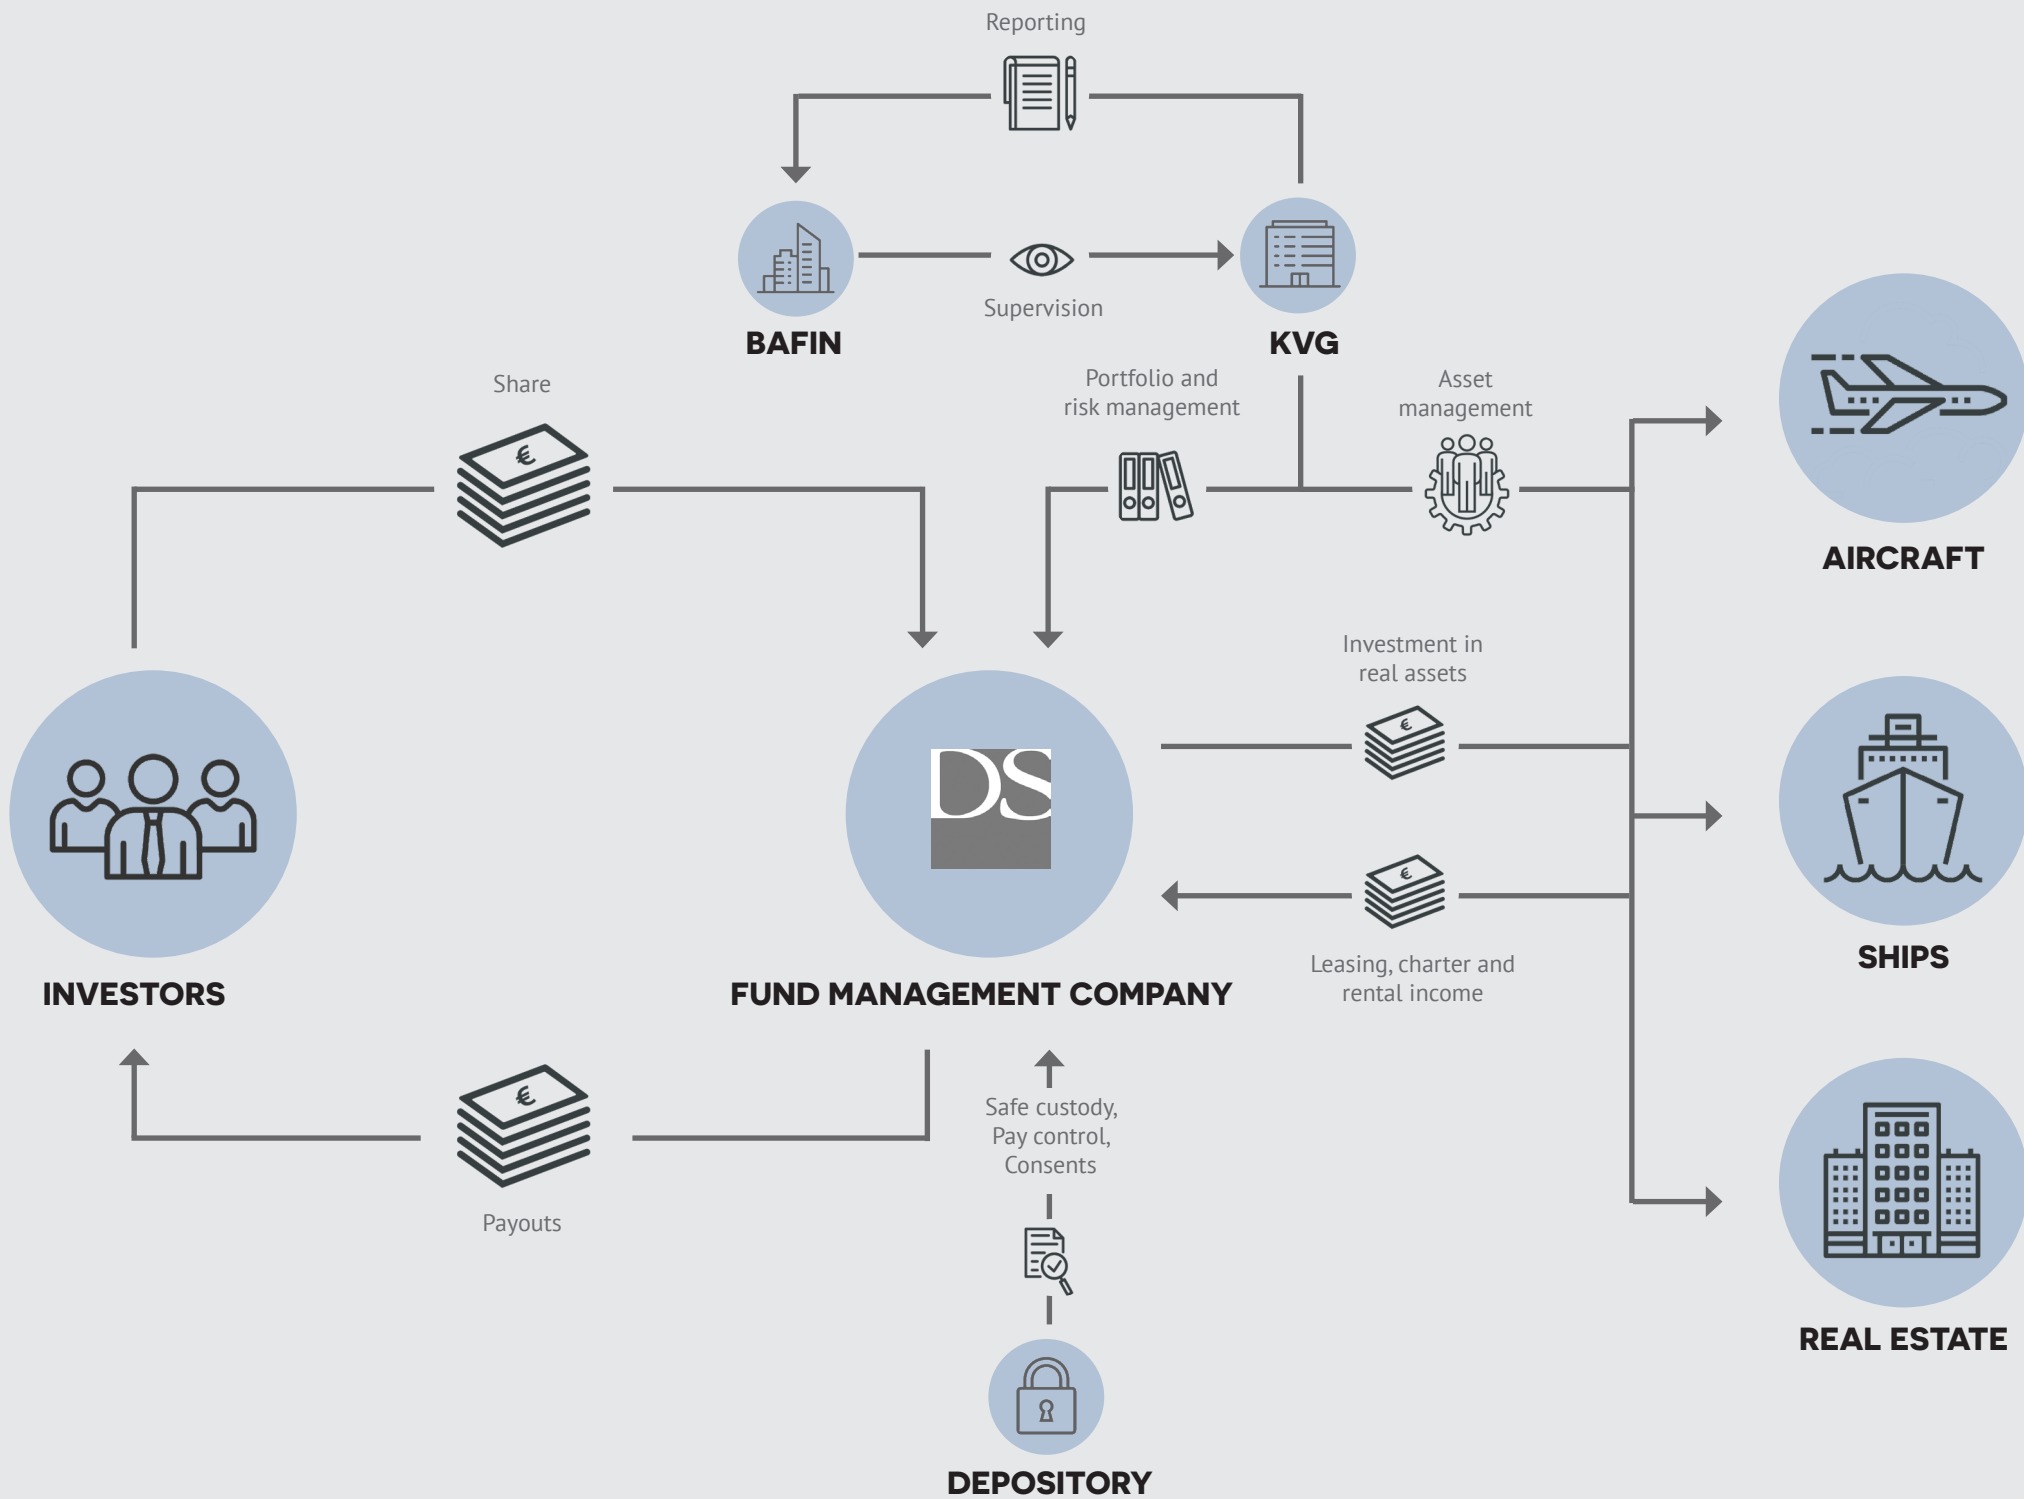 Reporting
Supervision
BAFIN
KVG
Share
Portfolio and
risk management
Asset
management
AIRCRAFT
Investment in
real assets
DS
INVESTORS
FUND MANAGEMENT COMPANY
Leasing, charter and
rental income
SHIPS
Safe custody,
Pay control,
Consents
Payouts
REAL ESTATE
DEPOSITORY